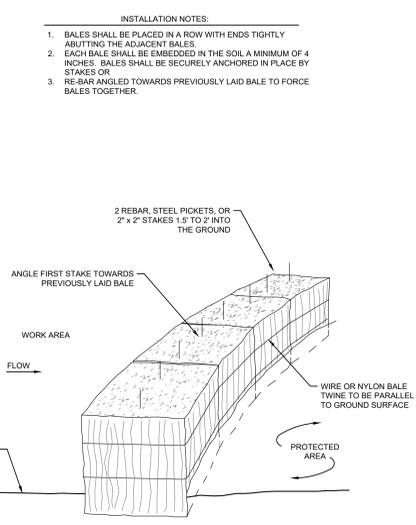 INSTALLATION NOTES:
1. BALES SHALL BE PLACED IN A ROW WITH ENDS TIGHTLY
ABUTTING THE ADJACENT BALES.
2. EACH BALE SHALL BE EMBEDDED IN THE SOIL A MINIMUM OF 4
INCHES. BALES SHALL BE SECURELY ANCHORED IN PLACE BY
STAKES OR
3. RE-BAR ANGLED TOWARDS PREVIOUSLY LAID BALE TO FORCE
BALES TOGETHER.
2 REBAR, STEEL PICKETS, OR
2" x 2" STAKES 1.5' TO 2' INTO
THE GROUND
ANGLE FIRST STAKE TOWARDS
PREVIOUSLY LAID BALE
WORK AREA
FLOW
WIRE OR NYLON BALE
TWINE TO BE PARALLEL
TO GROUND SURFACE
PROTECTED
AREA